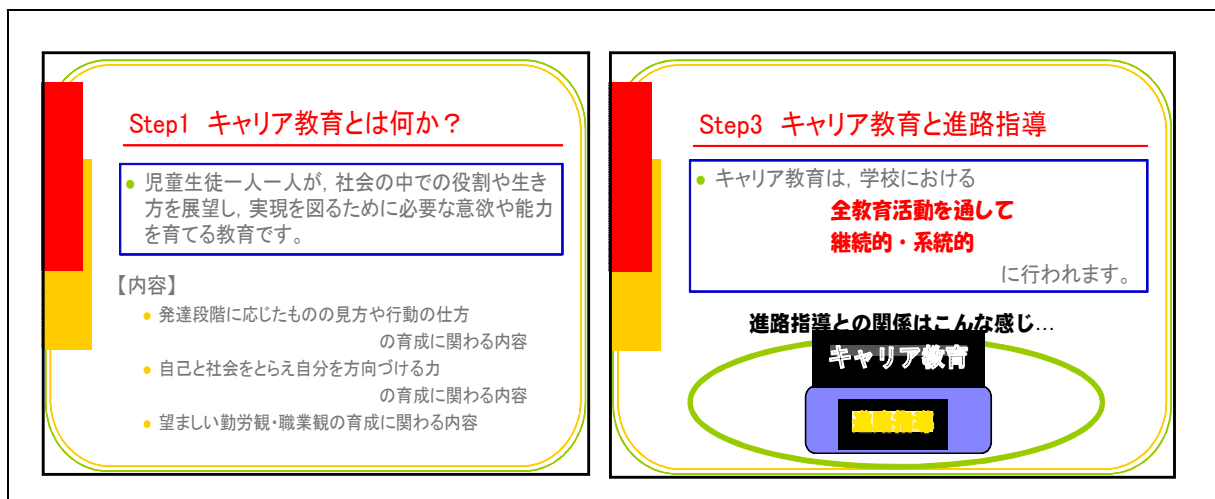 Step1 キャリア教育とは何か？
● 児童生徒一人一人が，社会の中での役割や生き
方を展望し，実現を図るために必要な意欲や能力
を育てる教育です。
【内容】
● 発達段階に応じたものの見方や行動の仕方
の育成に関わる内容
● 自己と社会をとらえ自分を方向づける力
の育成に関わる内容
● 望ましい勤労観・職業観の育成に関わる内容
Step3 キャリア教育と進路指導
● キャリア教育は，学校における
全教育活動を通して
継続的・系統的
に行われます。
進路指導との関係はこんな感じ…
キャリア教育
進路指導